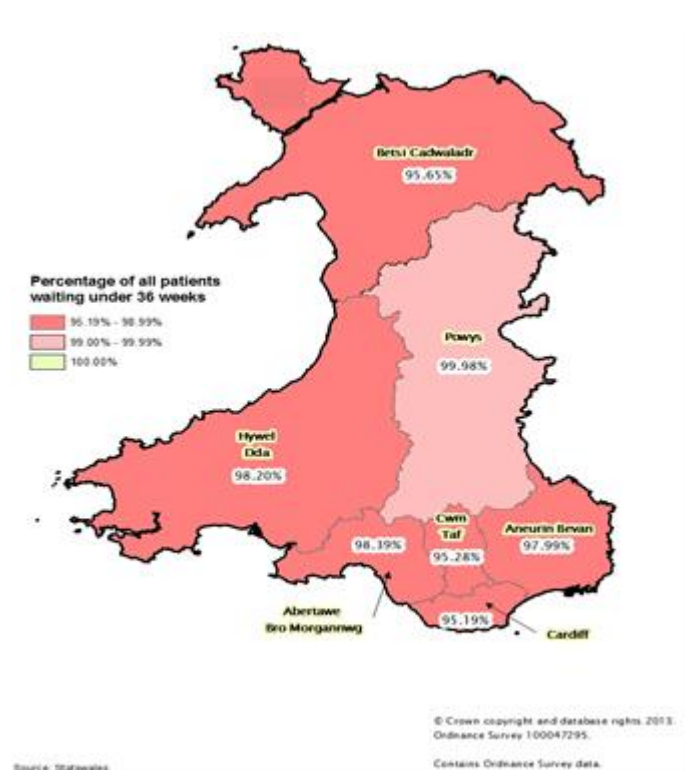 Betsi Cadwaladr
95.65%
Percentage of all patients
waiting under 36 weeks
95.19% - 98.99%
99.00% - 99.99%
100.00%
Powys
99.98%
Hywel
Dda
98.20%
Cwm
Taf
95.28%
Aneurin Bevan
97.99%
98.39%
Abertawe
Bro Morgannwg
95.19%
Cardiff
© Crown copyright and database rights 2013.
Ordnance Survey 100047295.
Contains Ordnance Survey data.
Source: Statswales